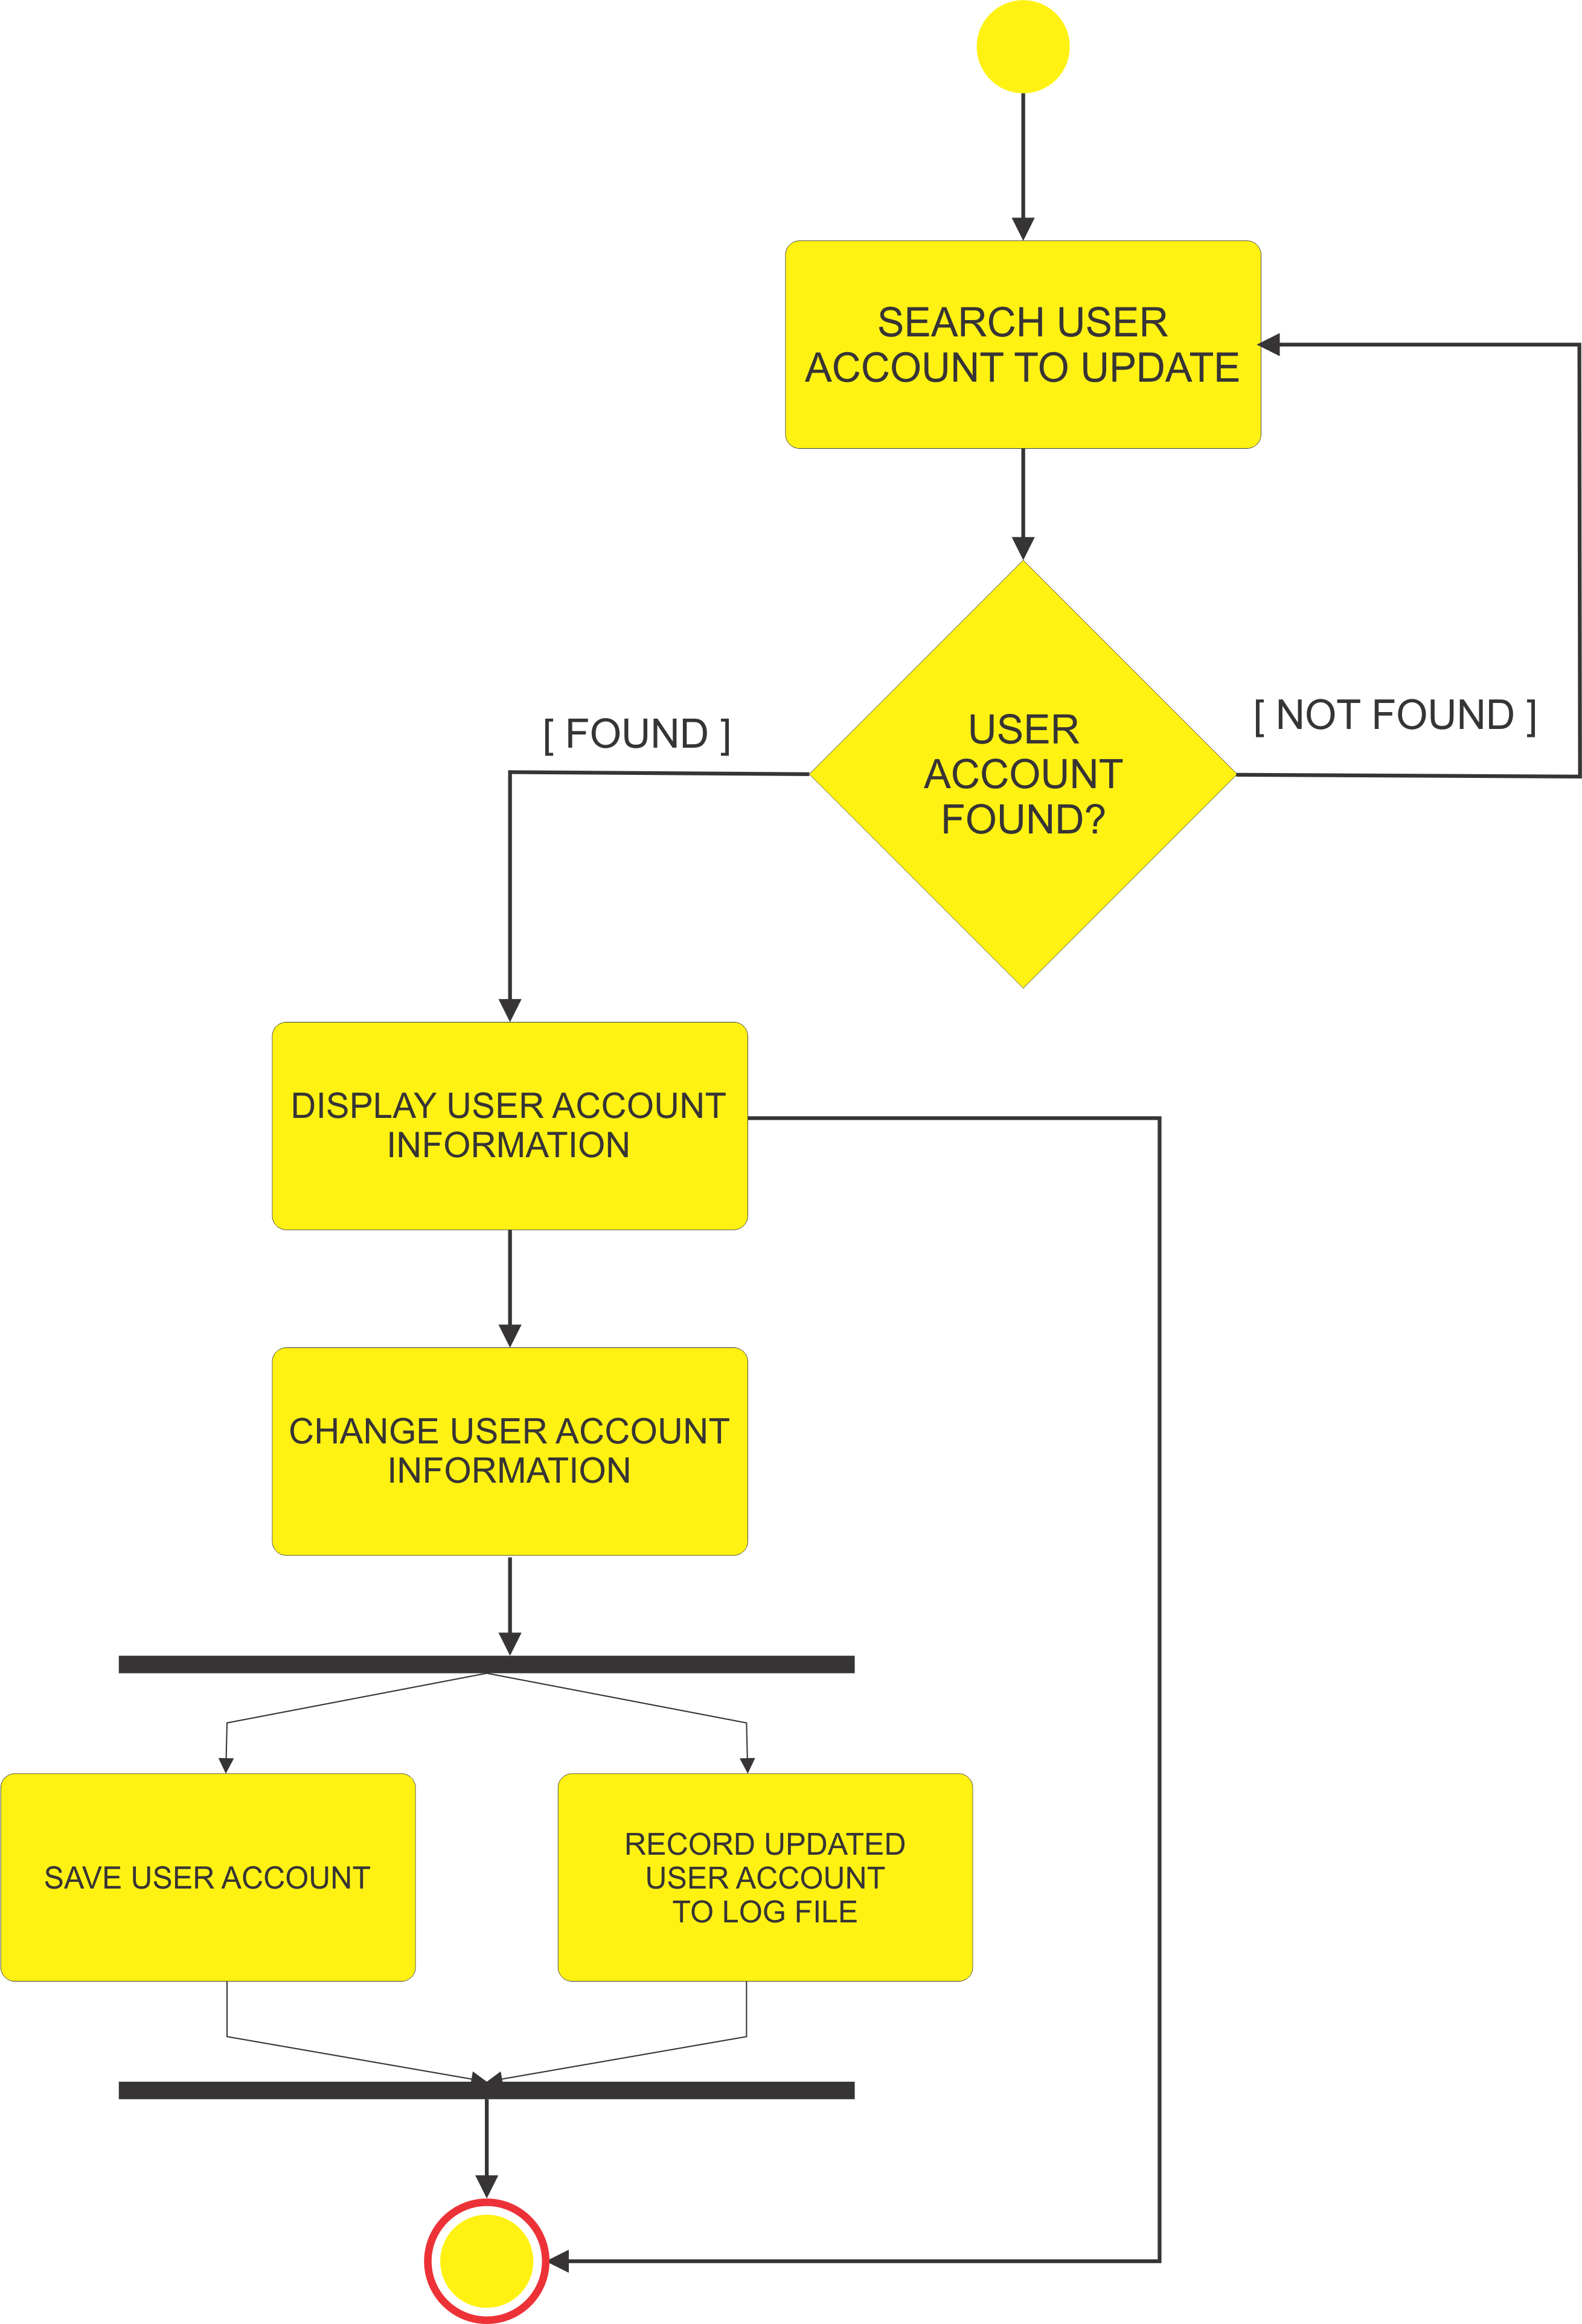 SEARCH USER
ACCOUNT TO UPDATE
[ FOUND ]
USER
ACCOUNT
FOUND?
[ NOT FOUND ]
DISPLAY USER ACCOUNT
INFORMATION
CHANGE USER ACCOUNT
INFORMATION
SAVE USER ACCOUNT
RECORD UPDATED
USER ACCOUNT
TO LOG FILE